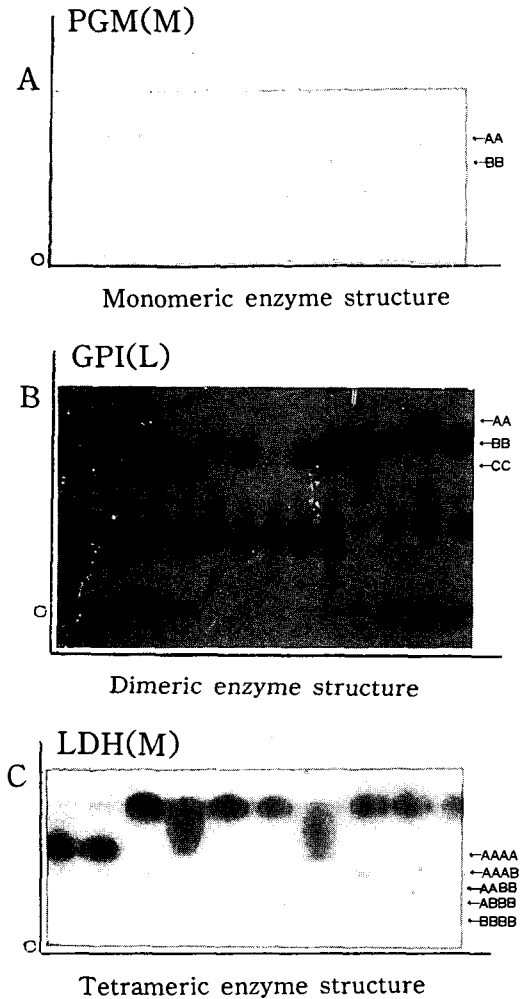 PGM(M)
A
←AA
←BB
O
Monomeric enzyme structure
GPI(L)
B
←AA
←BB
←CC
O
Dimeric enzyme structure
LDH(M)
C
←AAAA
←AAAB
←AABB
←ABBB
←BBBB
O
Tetrameric enzyme structure